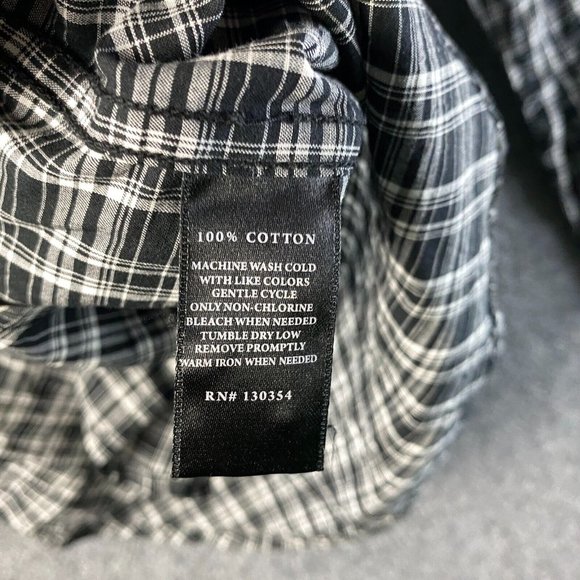 100% COTTON
MACHINE WASH COLD
WITH LIKE COLORS
GENTLE CYCLE
ONLY NON-CHLORINE
BLEACH WHEN NEEDED
TUMBLE DRY LOW
REMOVE PROMPTLY
WARM IRON WHEN NEEDED
RN# 130354